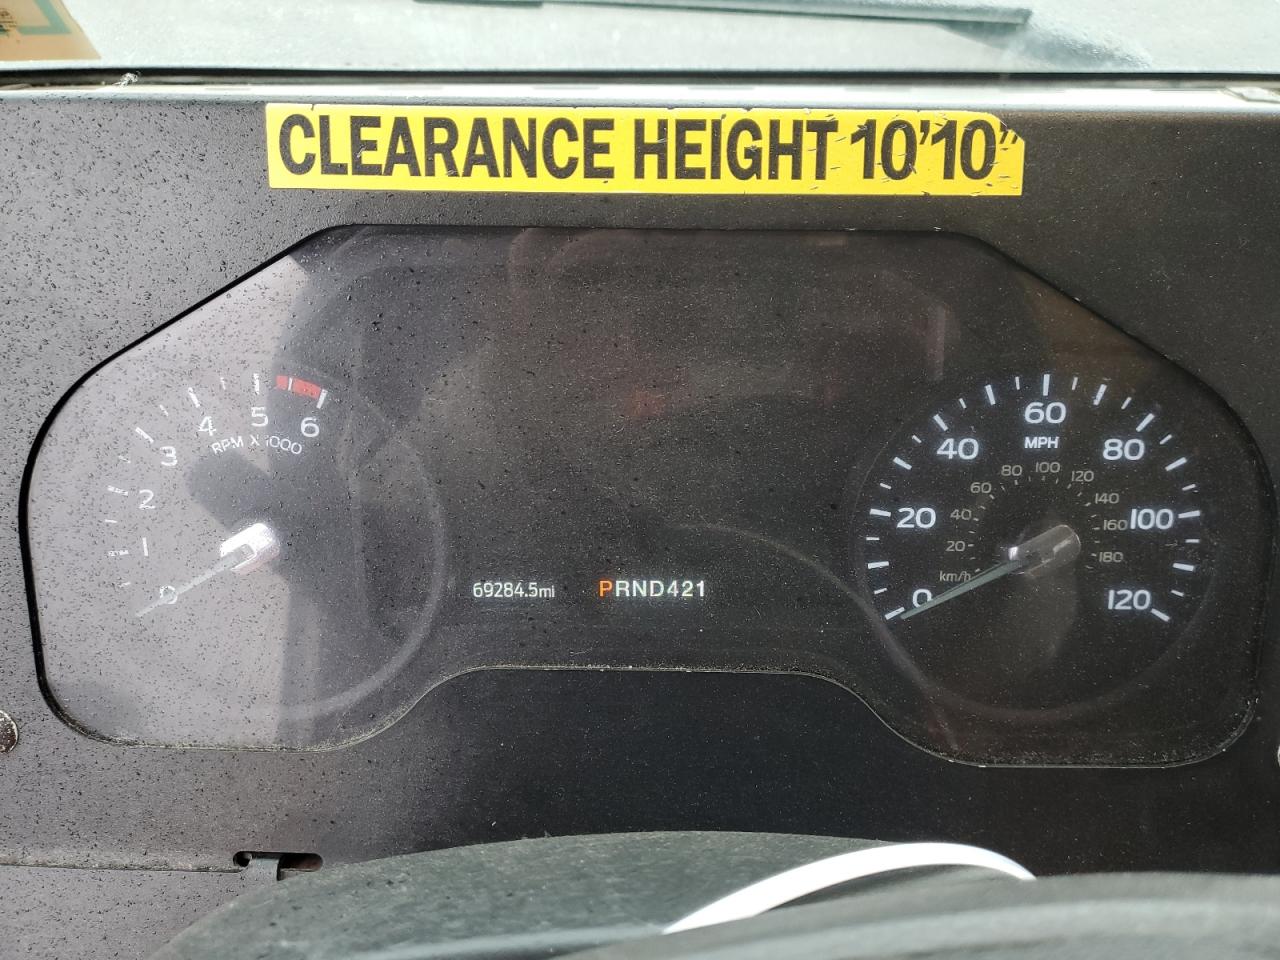 CLEARANCE HEIGHT 10'10"
0 1 2 3 4 5 6
RPM X 1000
69284.5mi PRND421
0 20 40 60 80 100 120
MPH
20 40 60 80 100 120 140 160 180
km/h